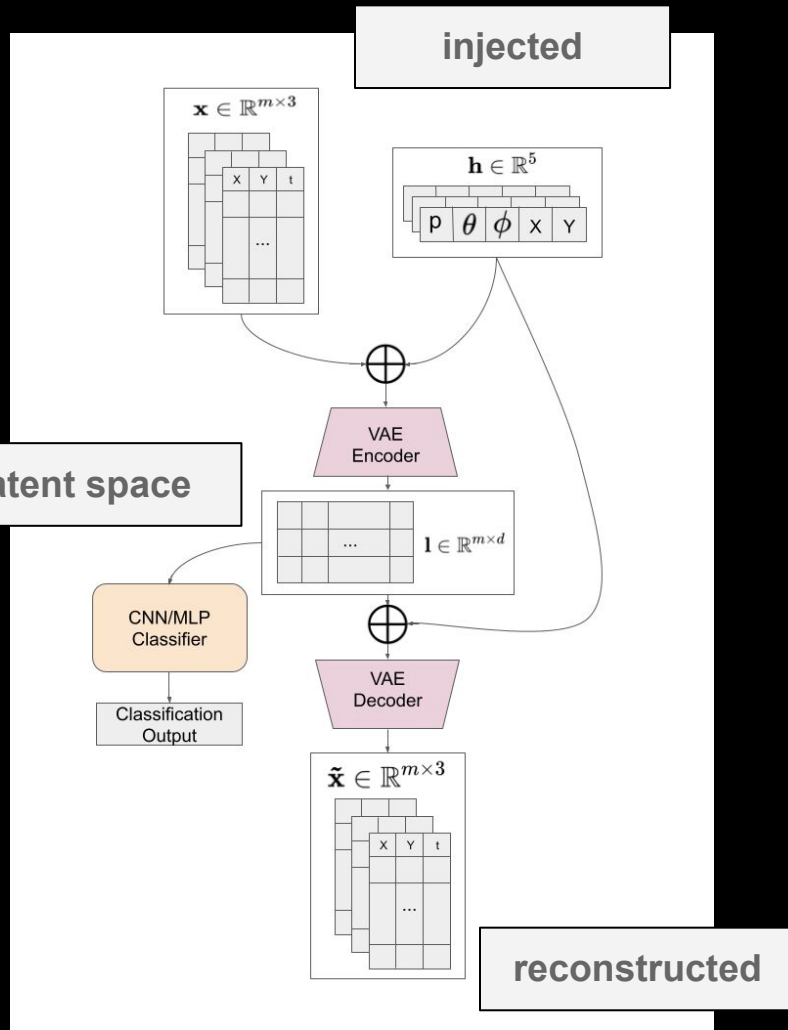 injected
𝐱 ∈ ℝ^{m×3}
X Y t
...
𝐡 ∈ ℝ^5
p θ ϕ X Y
VAE
Encoder
atent space
...
𝐥 ∈ ℝ^{m×d}
CNN/MLP
Classifier
VAE
Decoder
Classification
Output
𝐱̃ ∈ ℝ^{m×3}
X Y t
...
reconstructed